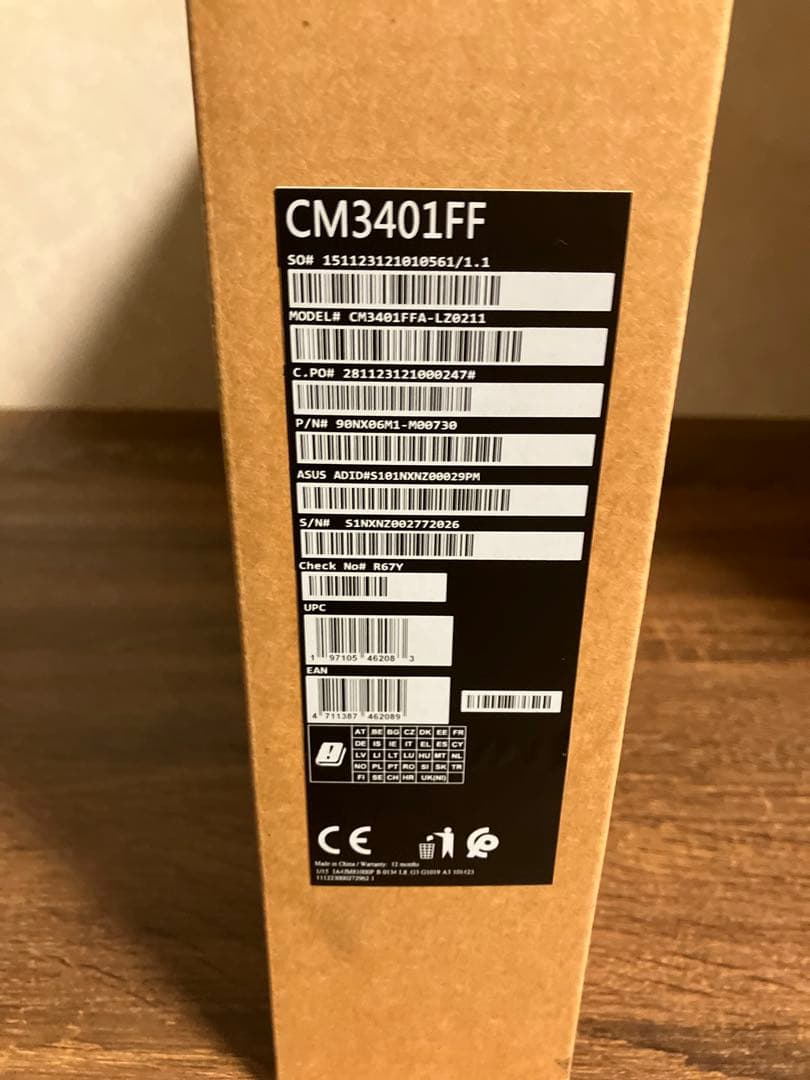 CM3401FF
SO# 151123121010561/1.1
MODEL# CM3401FFA-LZ0211
C.PO# 281123121000247#
P/N# 90NX06M1-M00730
ASUS ADID#S101NXNZ00029PM
S/N# S1NXNZ002772026
Check No# R67Y
UPC
1 97105 46208 3
EAN
4 711387 462089
AT BE BG CZ DK EE FR
DE IS IE IT EL ES CY
LV LI LT LU HU MT NL
NO PL PT RO SI SK TR
FI SE CH HR UK(NI)
CE
Made in China / Warranty: 12 months